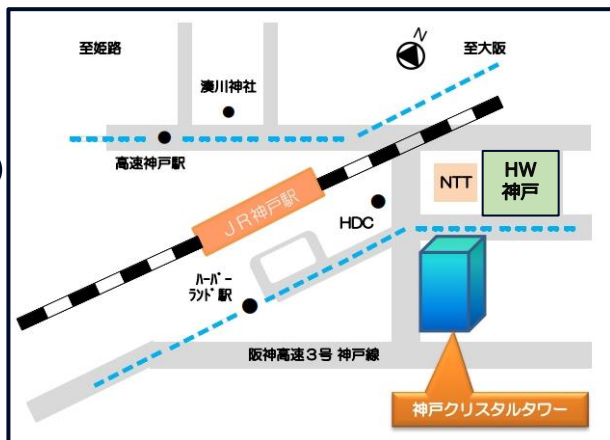 至姫路
N
至大阪
湊川神社
高速神戸駅
NTT
HW
神戸
JR神戸駅
HDC
ﾊｰﾊﾞｰ
ﾗﾝﾄﾞ駅
阪神高速3号 神戸線
神戸クリスタルタワー